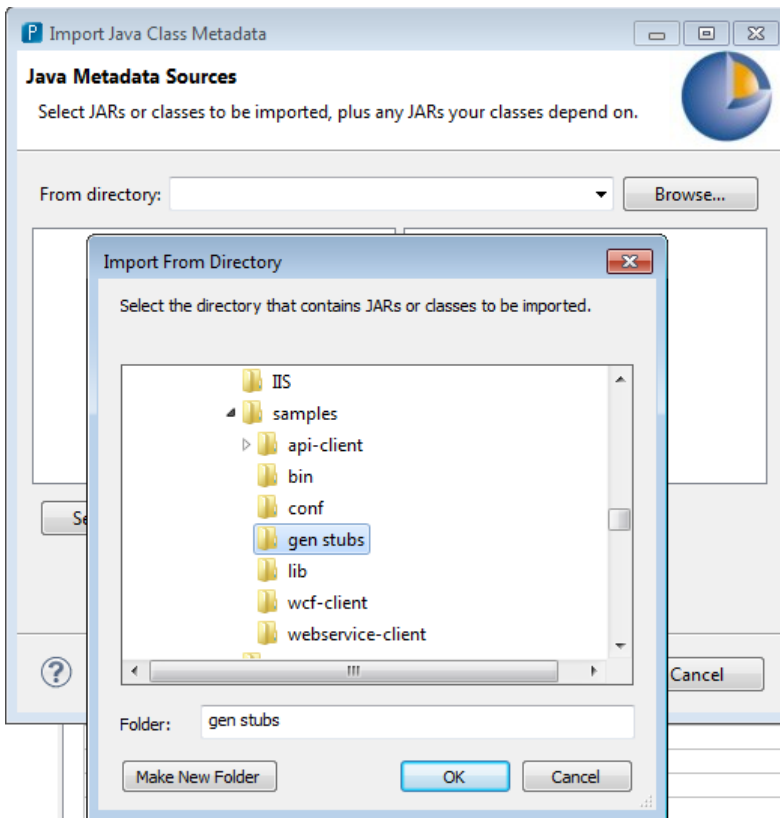 Import Java Class Metadata
Java Metadata Sources
Select JARs or classes to be imported, plus any JARs your classes depend on.
From directory:
Browse...
Import From Directory
Select the directory that contains JARs or classes to be imported.
IIS
samples
api-client
bin
conf
gen stubs
lib
wcf-client
webservice-client
Se
?
Cancel
Folder: gen stubs
Make New Folder OK Cancel